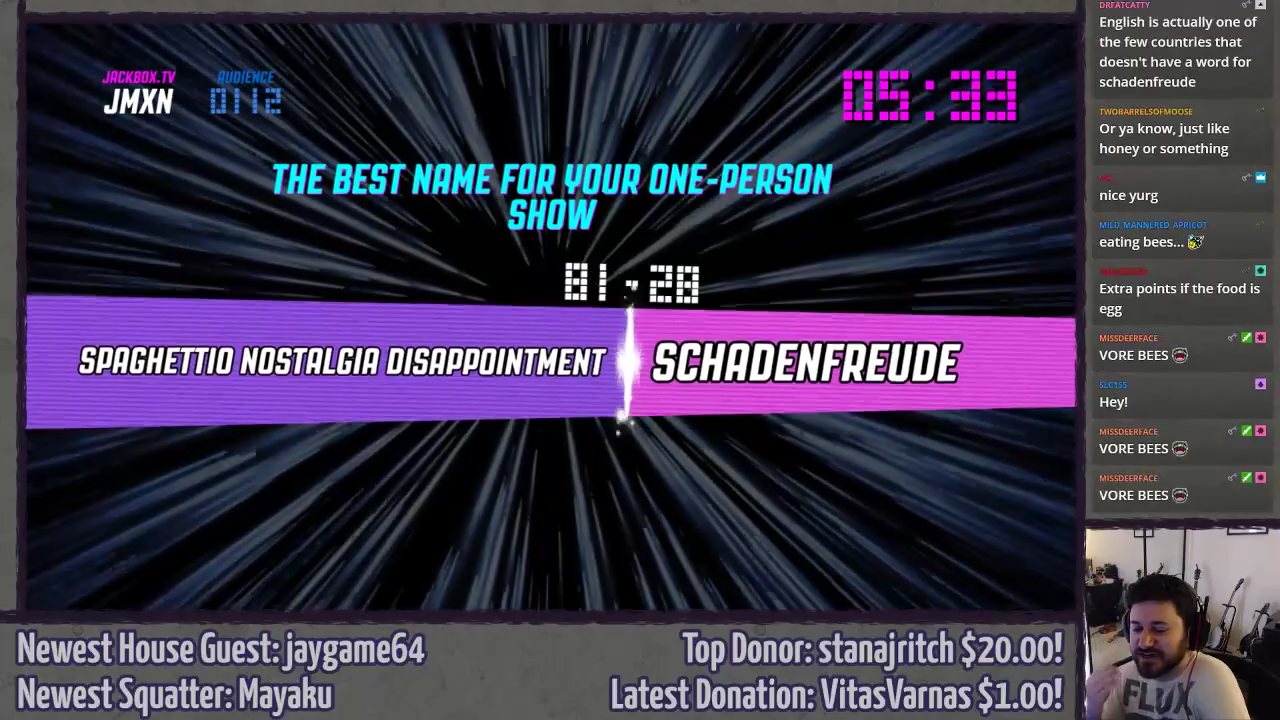 JACKBOX.TV
JMXN
AUDIENCE
0112
05:33
THE BEST NAME FOR YOUR ONE-PERSON
SHOW
SPAGHETTIO NOSTALGIA DISAPPOINTMENT
SCHADENFREUDE
DRFATCATTY
English is actually one of
the few countries that
doesn't have a word for
schadenfreude
TWOBARRELSOFMOOSE
Or ya know, just like
honey or something
nice yurg
MILD_MANNERED_APRICOT
eating bees...
Extra points if the food is
egg
MISSDEERFACE
VORE BEES
SLC155
Hey!
MISSDEERFACE
VORE BEES
MISSDEERFACE
VORE BEES
FLUX
Newest House Guest: jaygame64
Top Donor: stanajritch $20.00!
Newest Squatter: Mayaku
Latest Donation: VitasVarnas $1.00!